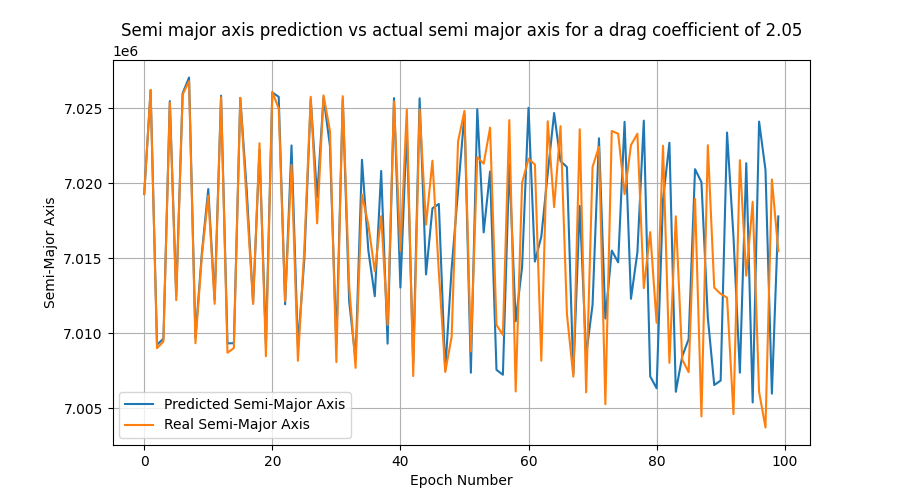 Semi major axis prediction vs actual semi major axis for a drag coefficient of 2.05
1e6
7.025
7.020
7.015
7.010
7.005
Semi-Major Axis
Predicted Semi-Major Axis
Real Semi-Major Axis
0 20 40 60 80 100
Epoch Number